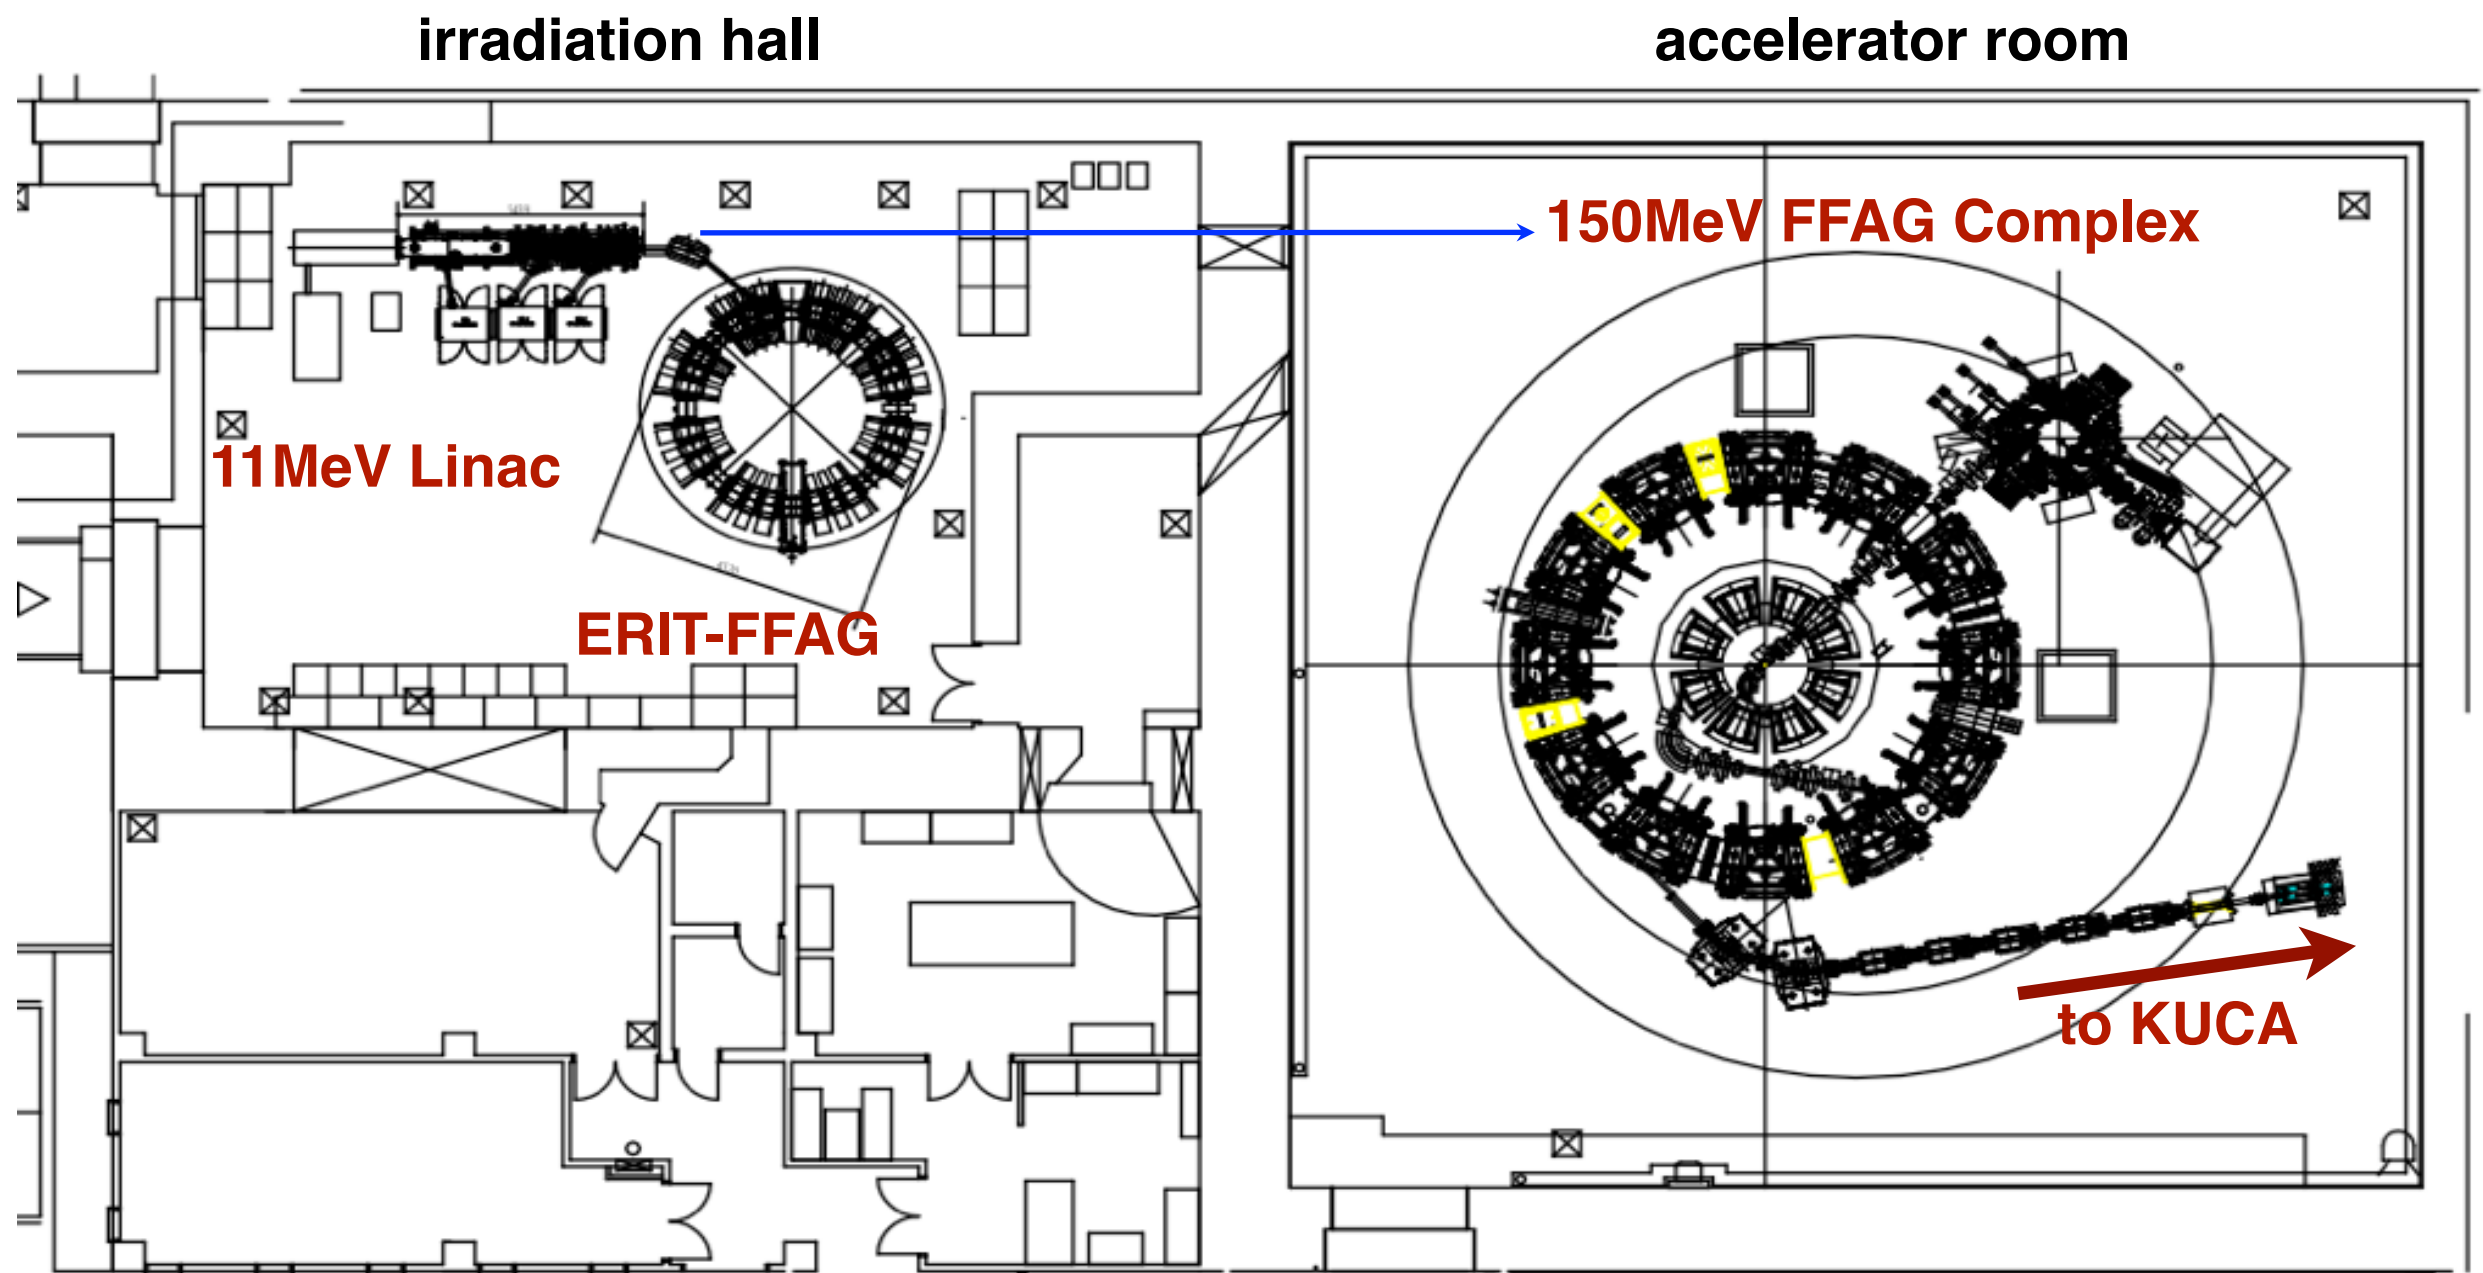 irradiation hall
accelerator room
150MeV FFAG Complex
11MeV Linac
ERIT-FFAG
to KUCA